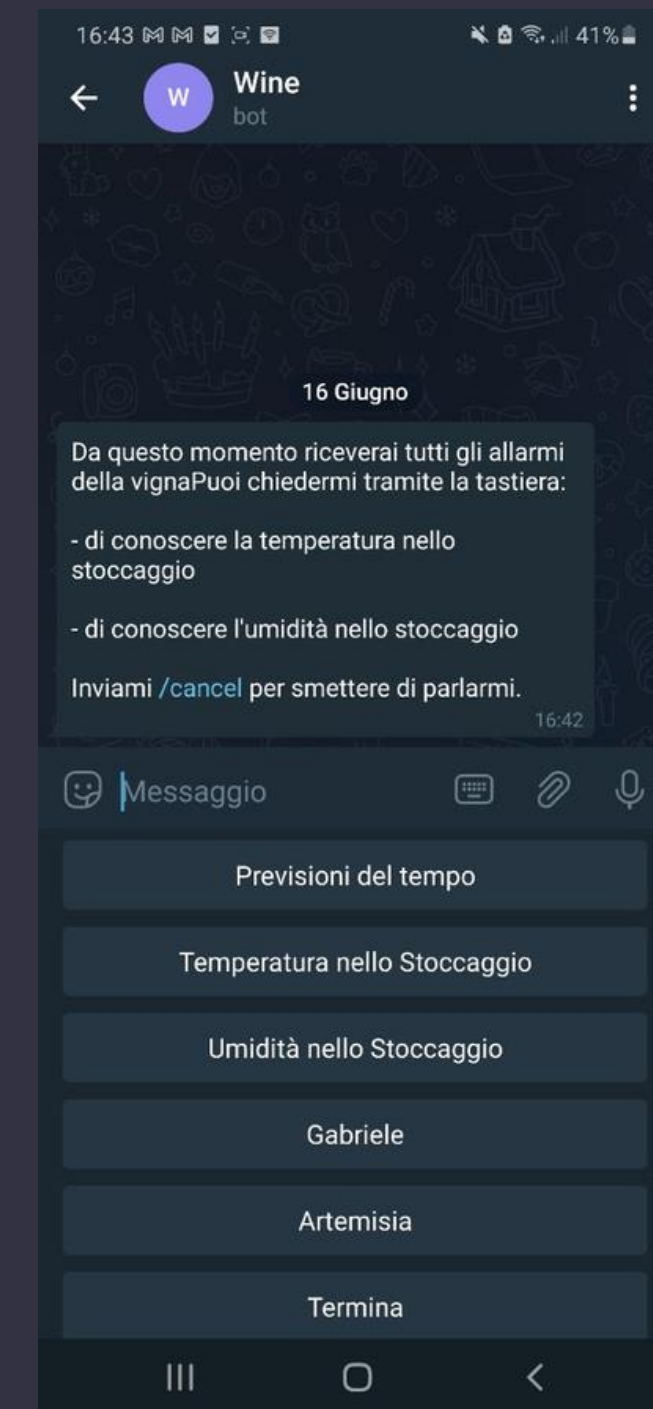 16:43 41%
W Wine
bot
16 Giugno
Da questo momento riceverai tutti gli allarmi
della vignaPuoi chiedermi tramite la tastiera:
- di conoscere la temperatura nello
stoccaggio
- di conoscere l'umidità nello stoccaggio
Inviami /cancel per smettere di parlarmi.
16:42
Messaggio
Previsioni del tempo
Temperatura nello Stoccaggio
Umidità nello Stoccaggio
Gabriele
Artemisia
Termina